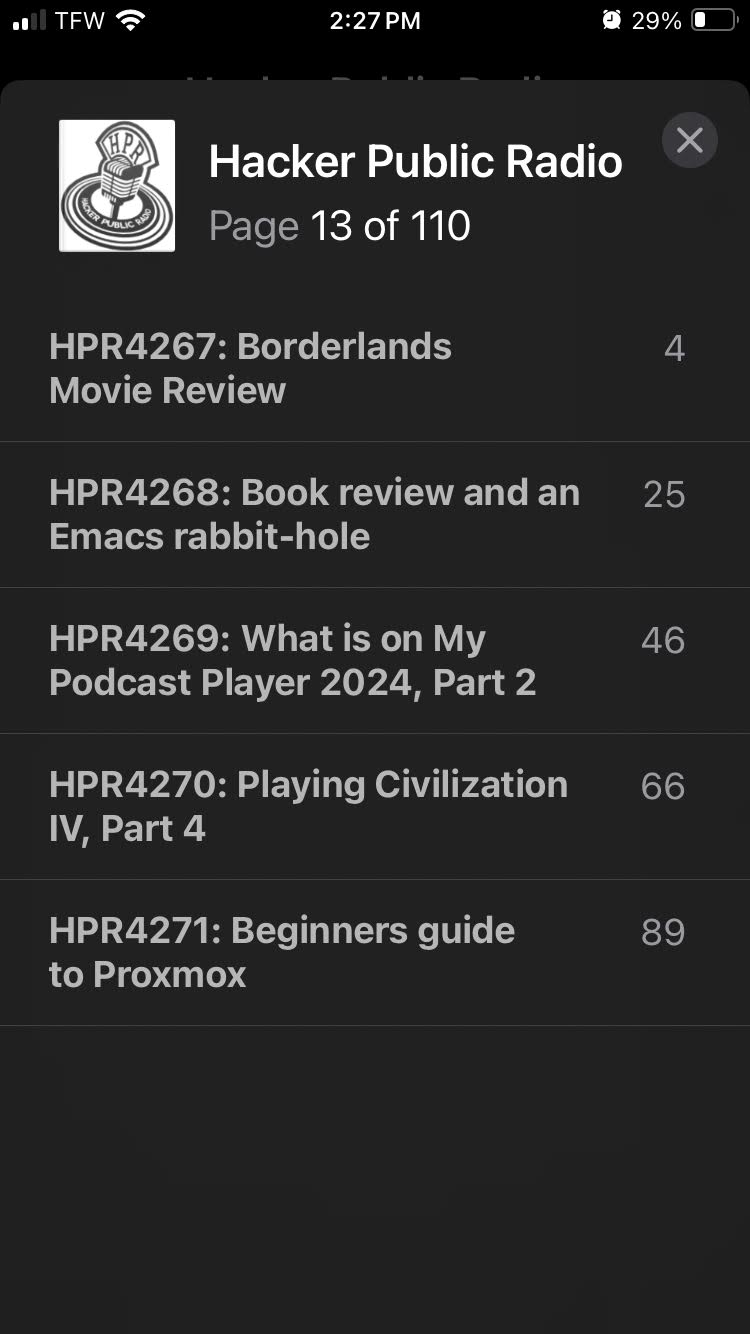 TFW 2:27 PM 29%
HPR
HACKER PUBLIC RADIO
Hacker Public Radio
Page 13 of 110
HPR4267: Borderlands 4
Movie Review
HPR4268: Book review and an 25
Emacs rabbit-hole
HPR4269: What is on My 46
Podcast Player 2024, Part 2
HPR4270: Playing Civilization 66
IV, Part 4
HPR4271: Beginners guide 89
to Proxmox